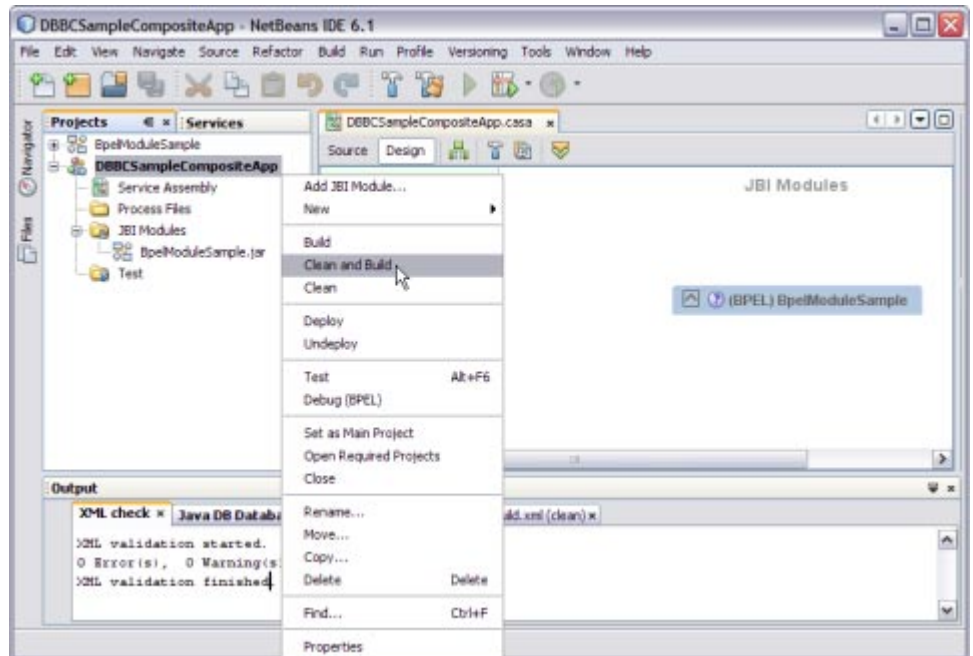 DBBCSampleCompositeApp - NetBeans IDE 6.1
File Edit View Navigate Source Refactor Build Run Profile Versioning Tools Window Help
Navigator
Files
Projects Services
BpelModuleSample
DBBCSampleCompositeApp
Service Assembly
Process Files
JBI Modules
BpelModuleSample.jar
Test
DBBCSampleCompositeApp.casa
Source Design
JBI Modules
(BPEL) BpelModuleSample
Add JBI Module...
New
Build
Clean and Build
Clean
Deploy
Undeploy
Test Alt+F6
Debug (BPEL)
Set as Main Project
Open Required Projects
Close
Rename...
Move...
Copy...
Delete Delete
Find... Ctrl+F
Properties
Output
XML check Java DB Databa
ild.xml (clean)
XML validation started.
0 Error(s), 0 Warning(s
XML validation finished